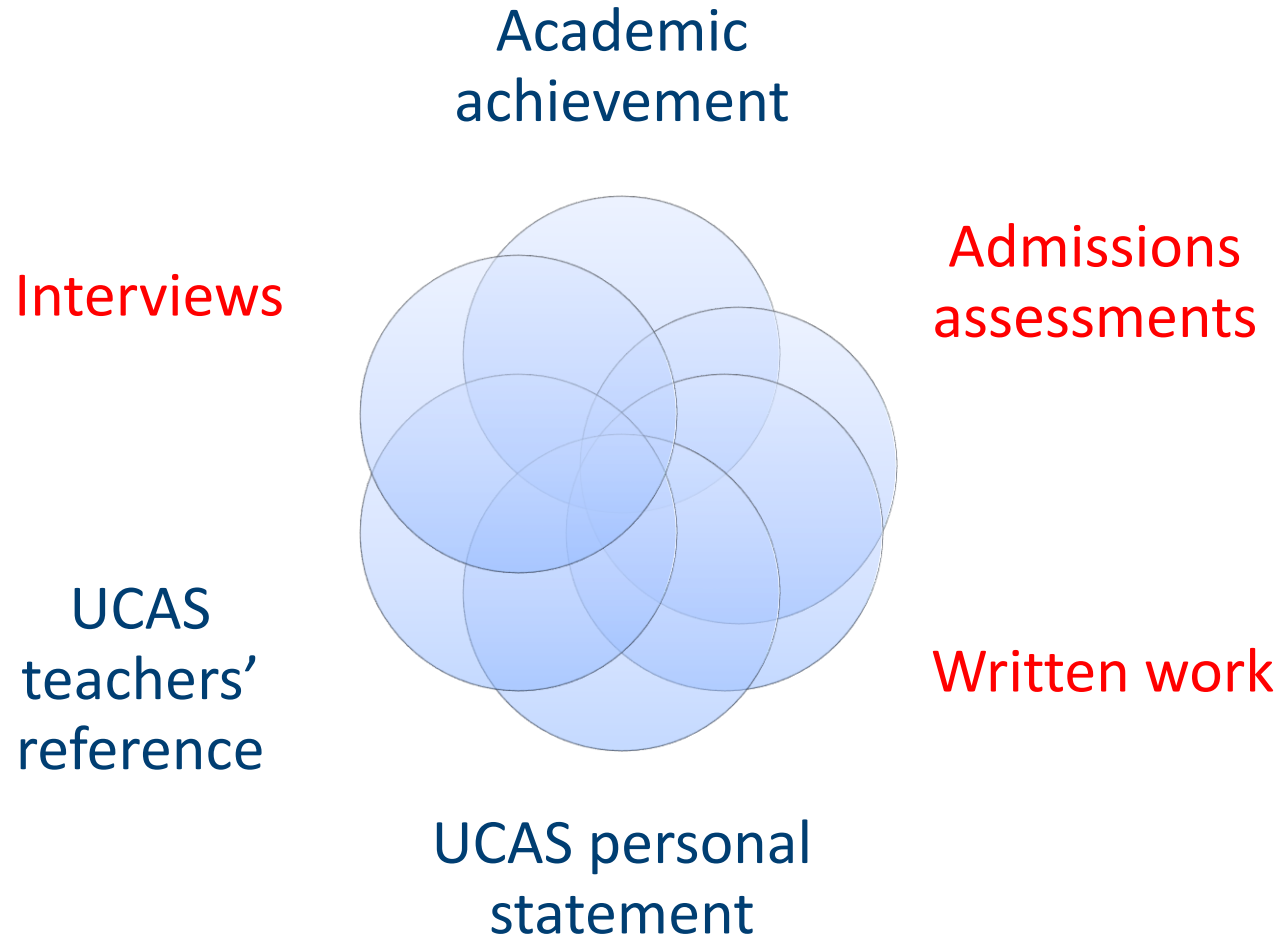 Academic
achievement
Admissions
assessments
Interviews
UCAS
teachers’
reference
Written work
UCAS personal
statement